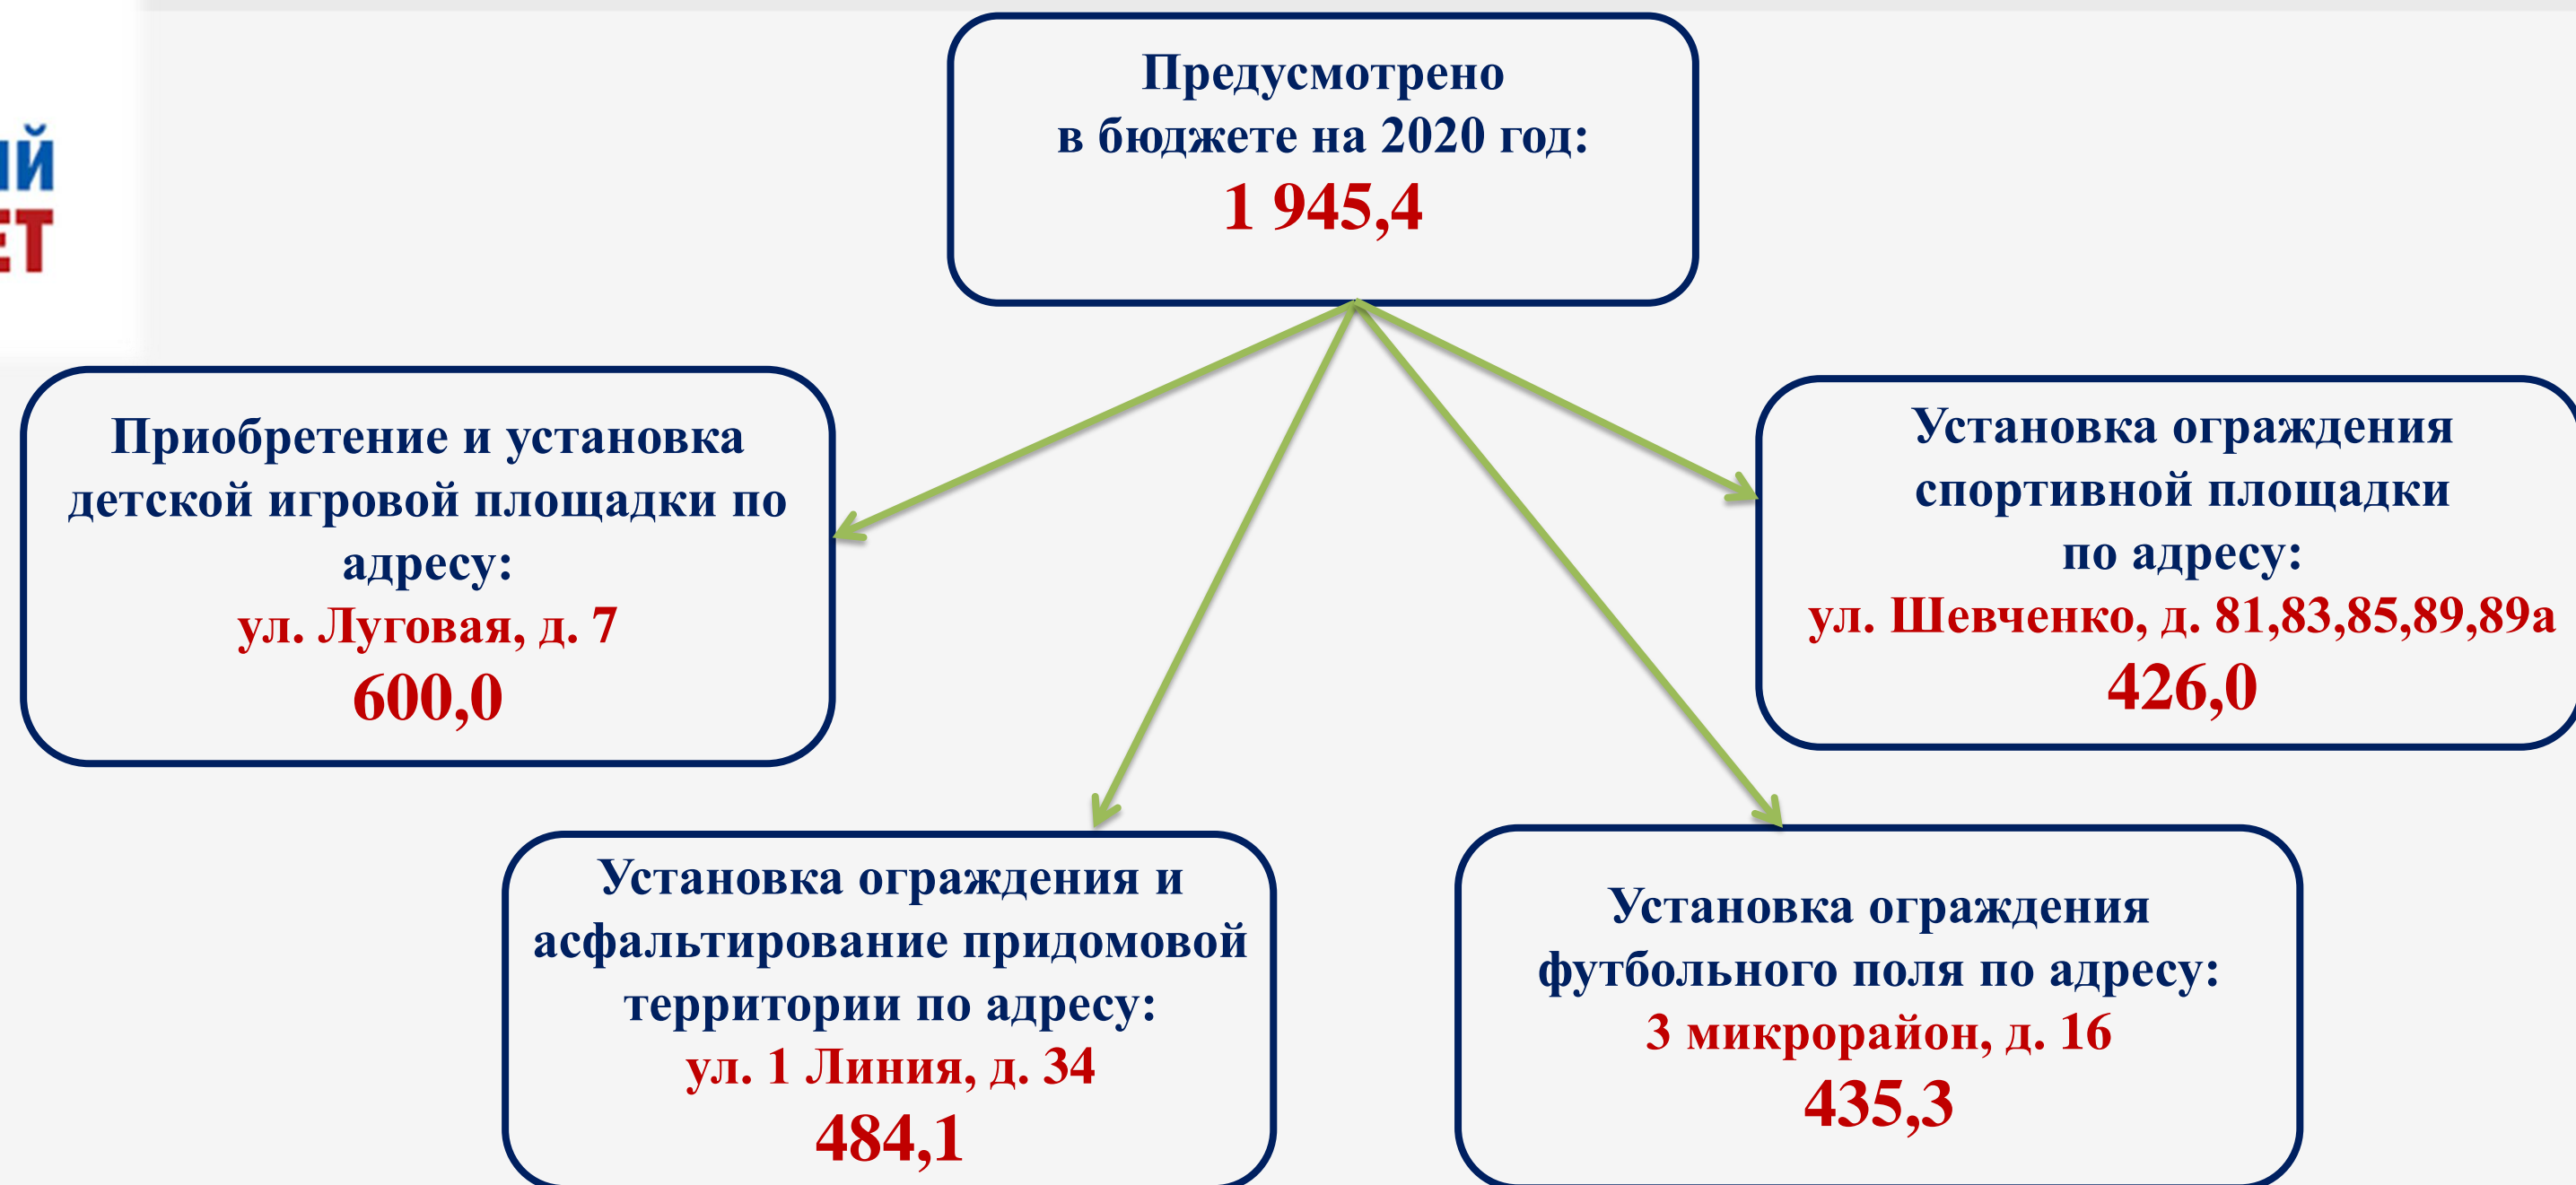 Предусмотрено
в бюджете на 2020 год:
1 945,4
Приобретение и установка
детской игровой площадки по
адресу:
ул. Луговая, д. 7
600,0
Установка ограждения
спортивной площадки
по адресу:
ул. Шевченко, д. 81,83,85,89,89а
426,0
Установка ограждения и
асфальтирование придомовой
территории по адресу:
ул. 1 Линия, д. 34
484,1
Установка ограждения
футбольного поля по адресу:
3 микрорайон, д. 16
435,3